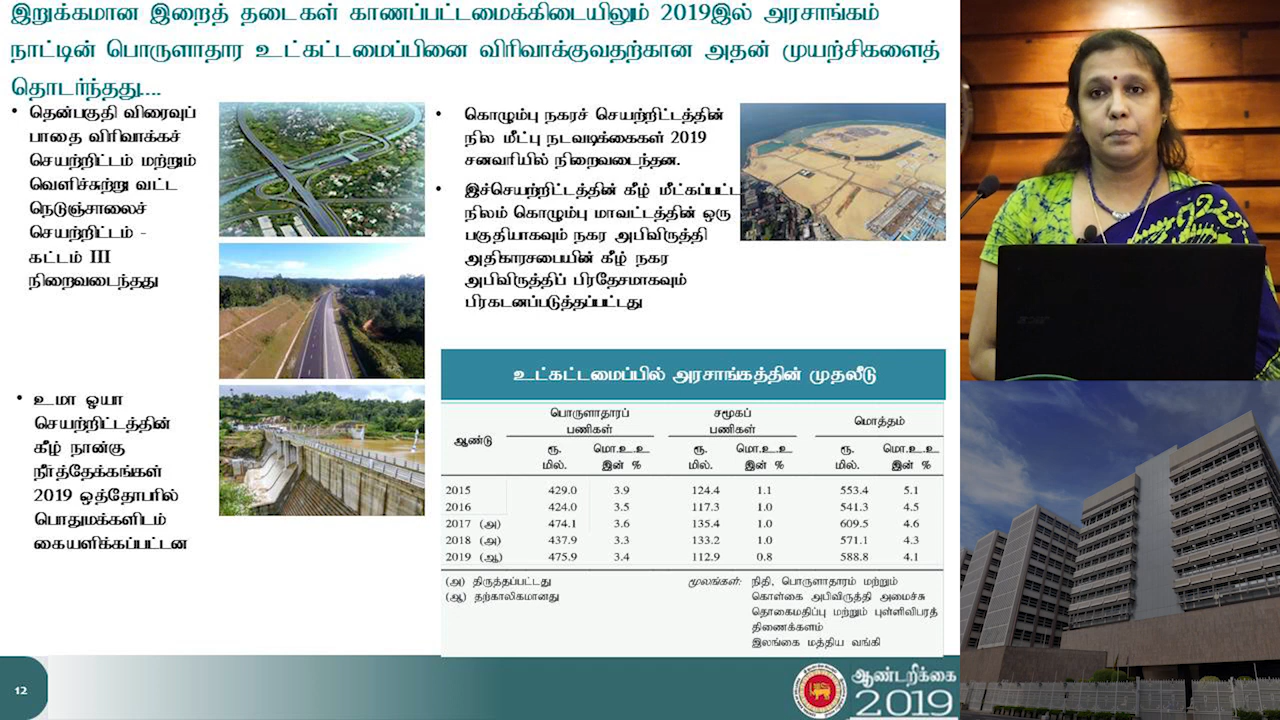 இறுக்கமான இறைத் தடைகள் காணப்பட்டமைக்கிடையிலும் 2019இல் அரசாங்கம்
நாட்டின் பொருளாதார உட்கட்டமைப்பினை விரிவாக்குவதற்கான அதன் முயற்சிகளைத்
தொடர்ந்தது....
• தென்பகுதி விரைவுப்
பாதை விரிவாக்கச்
செயற்றிட்டம் மற்றும்
வெளிச்சுற்று வட்ட
நெடுஞ்சாலைச்
செயற்றிட்டம் -
கட்டம் III
நிறைவடைந்தது
• உமா ஓயா
செயற்றிட்டத்தின்
கீழ் நான்கு
நீர்த்தேக்கங்கள்
2019 ஒத்தோபரில்
பொதுமக்களிடம்
கையளிக்கப்பட்டன
• கொழும்பு நகரச் செயற்றிட்டத்தின்
நில மீட்பு நடவடிக்கைகள் 2019
சனவரியில் நிறைவடைந்தன.
• இச்செயற்றிட்டத்தின் கீழ் மீட்கப்பட்ட
நிலம் கொழும்பு மாவட்டத்தின் ஒரு
பகுதியாகவும் நகர அபிவிருத்தி
அதிகாரசபையின் கீழ் நகர
அபிவிருத்திப் பிரதேசமாகவும்
பிரகடனப்படுத்தப்பட்டது
உட்கட்டமைப்பில் அரசாங்கத்தின் முதலீடு
ஆண்டு பொருளாதாரப் பணிகள் சமூகப் பணிகள் மொத்தம்
ரூ. மில். மொ.உ.உ இன் % ரூ. மில். மொ.உ.உ இன் % ரூ. மில். மொ.உ.உ இன் %
2015 429.0 3.9 124.4 1.1 553.4 5.1
2016 424.0 3.5 117.3 1.0 541.3 4.5
2017 (அ) 474.1 3.6 135.4 1.0 609.5 4.6
2018 (அ) 437.9 3.3 133.2 1.0 571.1 4.3
2019 (ஆ) 475.9 3.4 112.9 0.8 588.8 4.1
(அ) திருத்தப்பட்டது
(ஆ) தற்காலிகமானது
மூலங்கள்: நிதி, பொருளாதாரம் மற்றும்
கொள்கை அபிவிருத்தி அமைச்சு
தொகைமதிப்பு மற்றும் புள்ளிவிபரத்
திணைக்களம்
இலங்கை மத்திய வங்கி
12
ஆண்டறிக்கை
2019